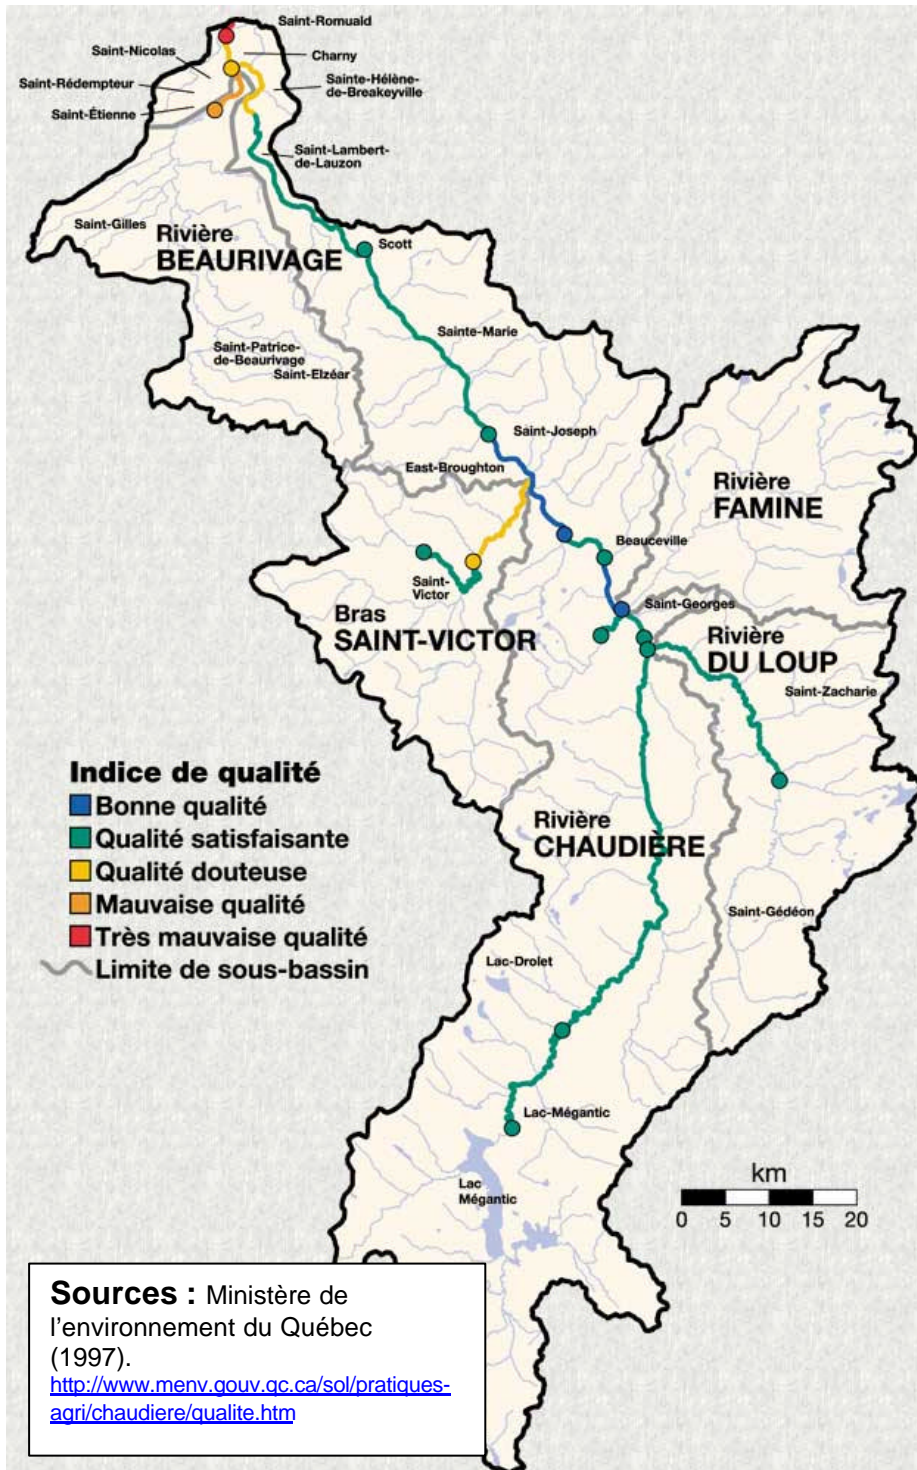 Saint-Romuald
Saint-Nicolas
Charny
Saint-Rédempteur
Sainte-Hélène-
de-Breakeyville
Saint-Étienne
Saint-Lambert-
de-Lauzon
Saint-Gilles
Rivière
BEAURIVAGE
Scott
Sainte-Marie
Saint-Patrice-
de-Beaurivage
Saint-Elzéar
Saint-Joseph
East-Broughton
Rivière
FAMINE
Beauceville
Saint-
Victor
Bras
SAINT-VICTOR
Saint-Georges
Rivière
DU LOUP
Saint-Zacharie
Indice de qualité
Bonne qualité
Qualité satisfaisante
Qualité douteuse
Mauvaise qualité
Très mauvaise qualité
Limite de sous-bassin
Rivière
CHAUDIÈRE
Saint-Gédéon
Lac-Drolet
Lac-Mégantic
Lac
Mégantic
km
0 5 10 15 20
Sources : Ministère de
l'environnement du Québec
(1997).
http://www.menv.gouv.qc.ca/sol/pratiques-
agri/chaudiere/qualite.htm